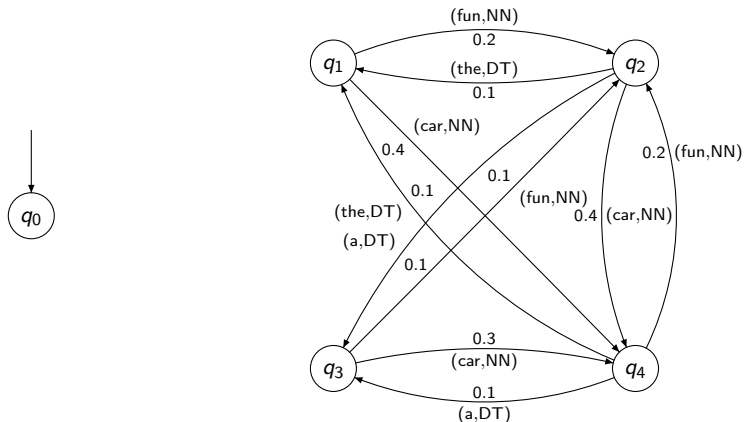 (fun,NN)
0.2
q1
q2
(the,DT)
0.1
(car,NN)
0.4
0.2
(fun,NN)
0.1
0.1
(fun,NN)
(the,DT)
0.4
(car,NN)
q0
(a,DT)
0.1
0.3
q3
(car,NN)
q4
0.1
(a,DT)